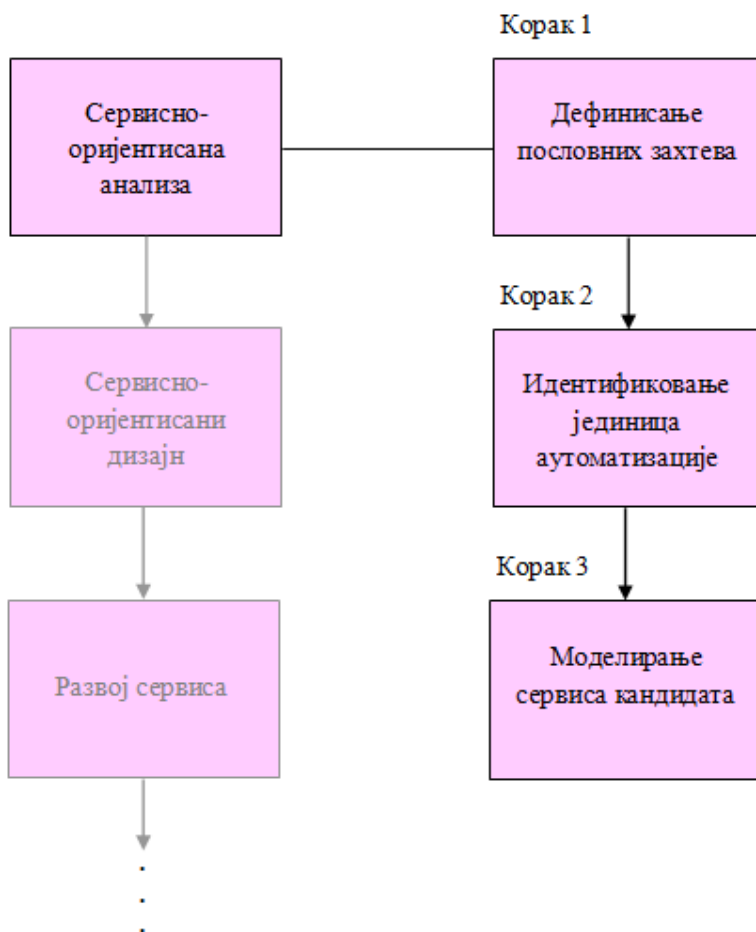 Сервисно-
оријентисана
анализа
Сервисно-
оријентисани
дизајн
Развој сервиса
.
.
.
Корак 1
Дефинисање
пословних захтева
Корак 2
Идентификовање
јединица
аутоматизације
Корак 3
Моделирање
сервиса кандидата